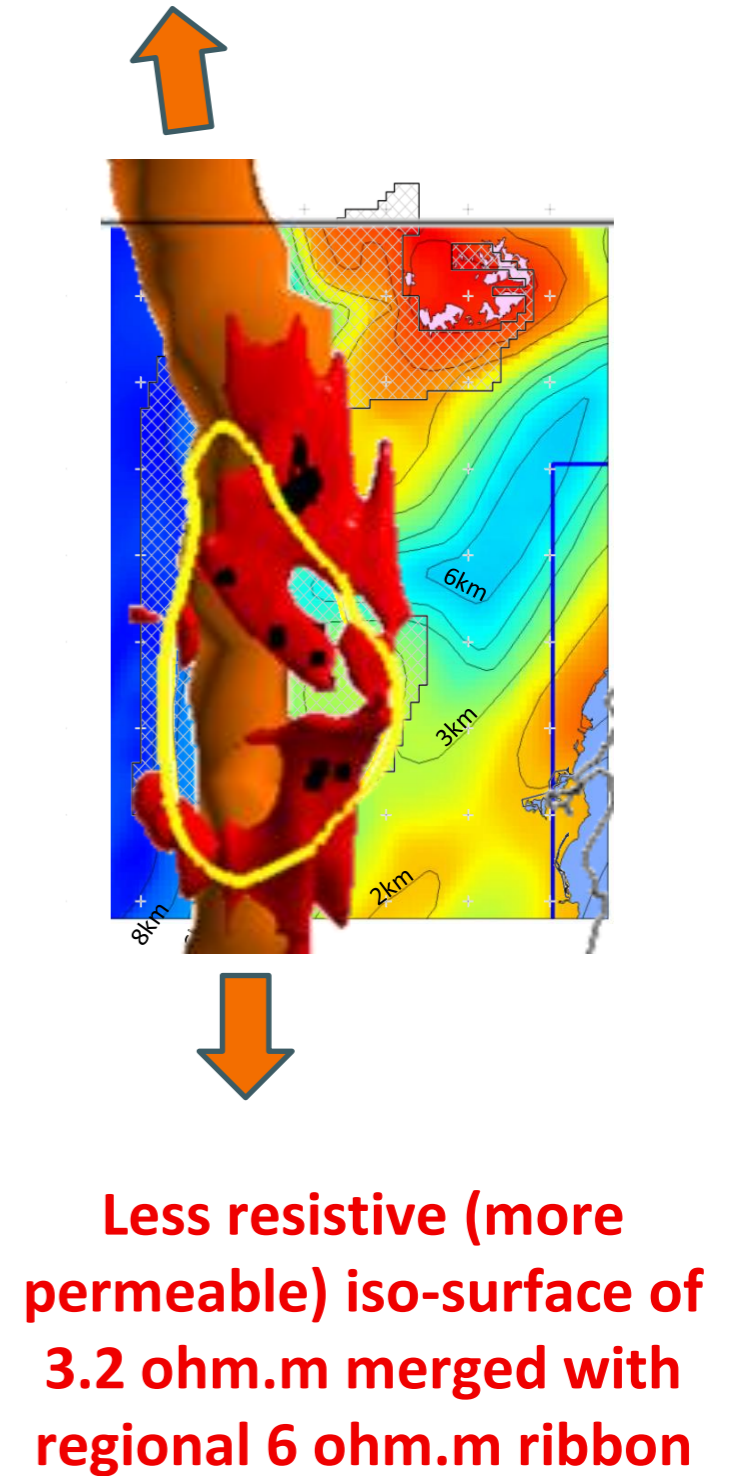 6km
3km
2km
8km
Less resistive (more
permeable) iso-surface of
3.2 ohm.m merged with
regional 6 ohm.m ribbon